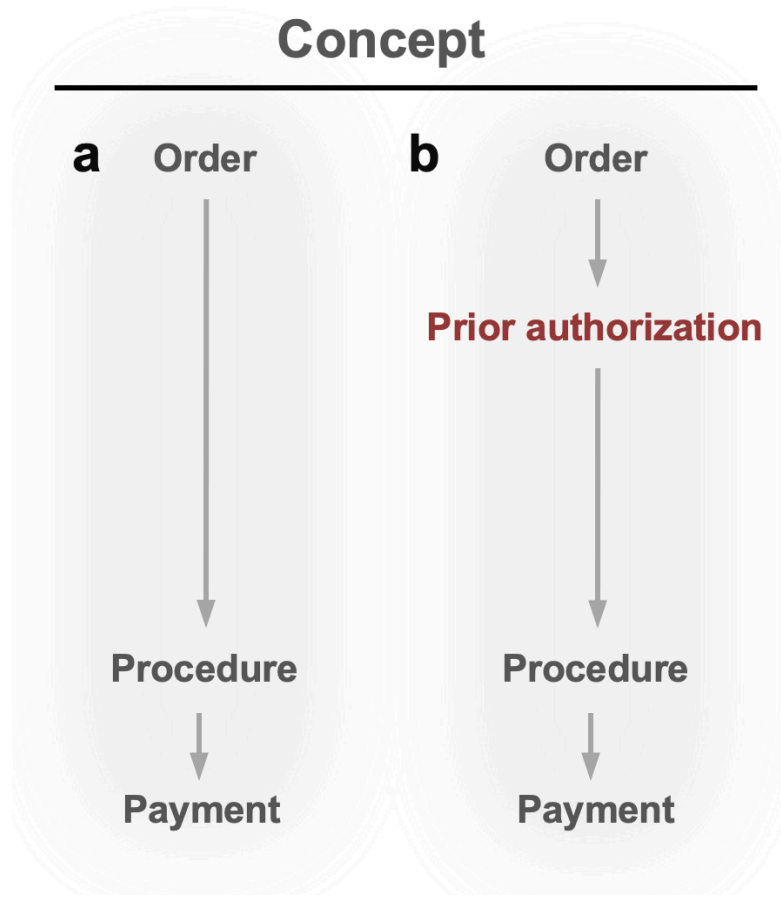 Concept
a Order
Procedure
Payment
b Order
Prior authorization
Procedure
Payment